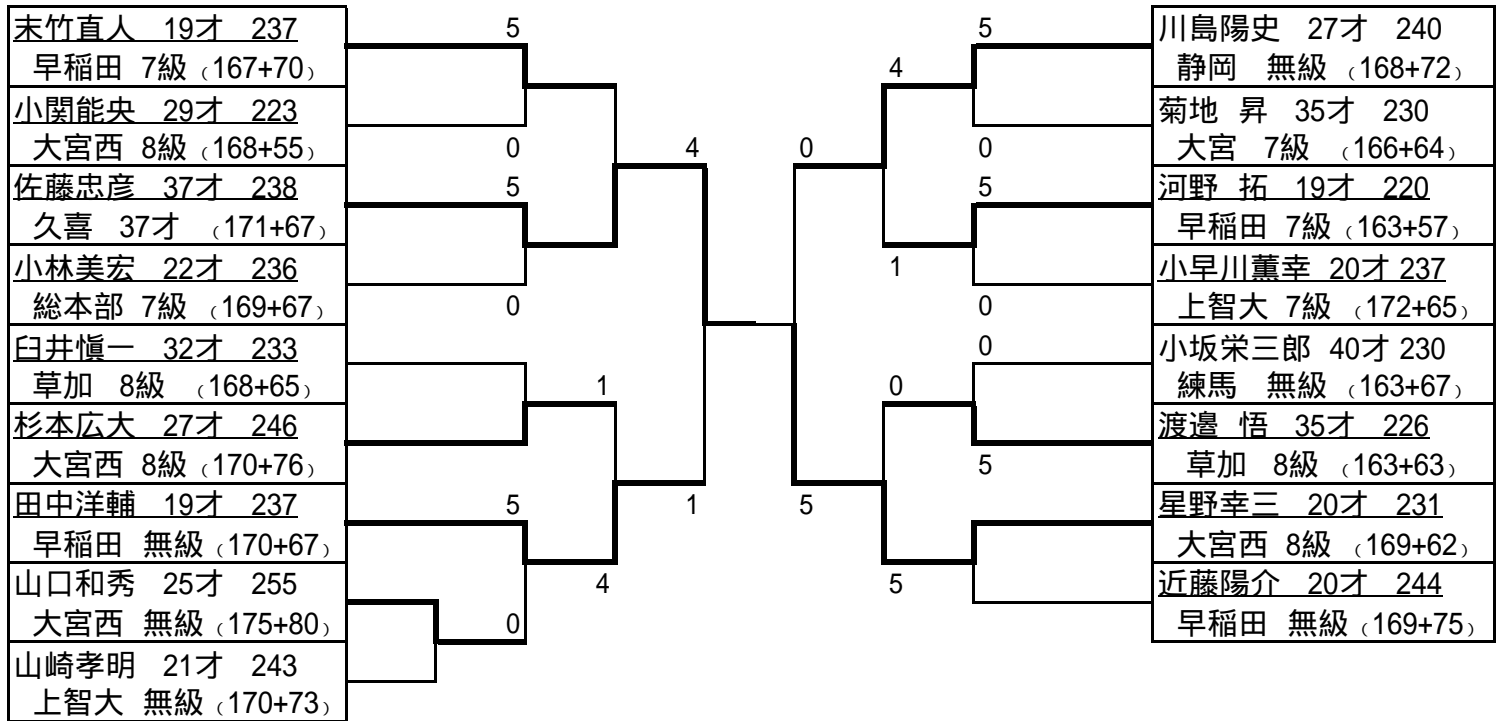 末竹直人 19才 237
早稲田 7級 (167+70)
小関能央 29才 223
大宮西 8級 (168+55)
佐藤忠彦 37才 238
久喜 37才 (171+67)
小林美宏 22才 236
総本部 7級 (169+67)
臼井愼一 32才 233
草加 8級 (168+65)
杉本広大 27才 246
大宮西 8級 (170+76)
田中洋輔 19才 237
早稲田 無級 (170+67)
山口和秀 25才 255
大宮西 無級 (175+80)
山崎孝明 21才 243
上智大 無級 (170+73)
5
0
5
0
1
5
0
4
4
1
0
5
4
1
0
5
5
0
5
0
0
5
川島陽史 27才 240
静岡 無級 (168+72)
菊地 昇 35才 230
大宮 7級 (166+64)
河野 拓 19才 220
早稲田 7級 (163+57)
小早川薫幸 20才 237
上智大 7級 (172+65)
小坂栄三郎 40才 230
練馬 無級 (163+67)
渡邉 悟 35才 226
草加 8級 (163+63)
星野幸三 20才 231
大宮西 8級 (169+62)
近藤陽介 20才 244
早稲田 無級 (169+75)